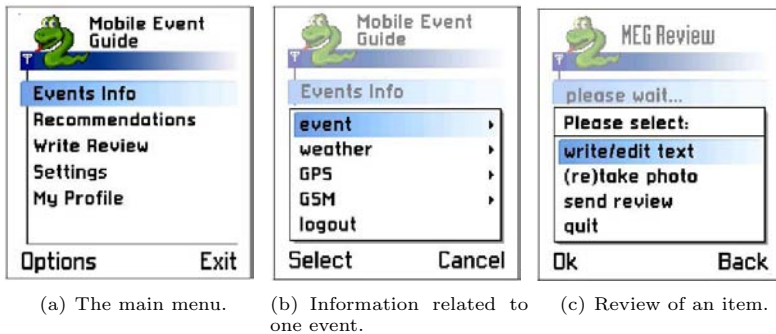 Mobile Event
Guide
Events Info
Recommendations
Write Review
Settings
My Profile
Options Exit
(a) The main menu.
Mobile Event
Guide
Events Info
event
weather
GPS
GSM
logout
Select Cancel
(b) Information related to
one event.
MEG Review
please wait...
Please select:
write/edit text
(re)take photo
send review
quit
Ok Back
(c) Review of an item.